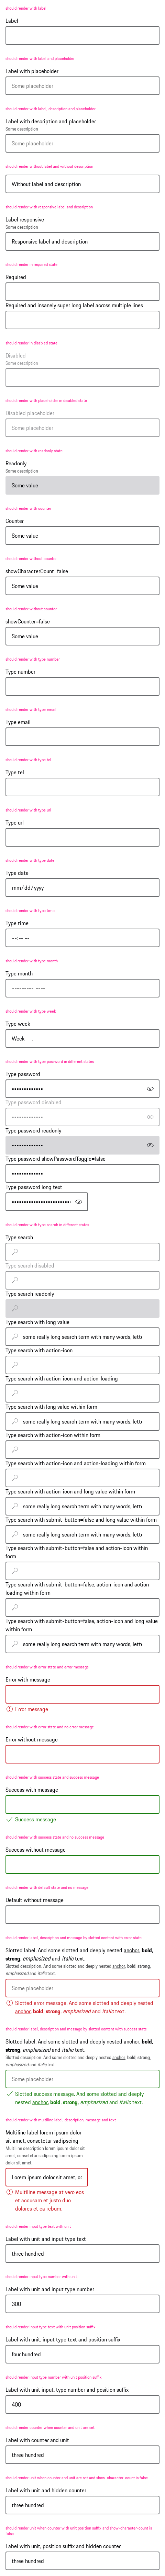 should render with label
Label
should render with label and placeholder
Label with placeholder
Some placeholder
should render with label, description and placeholder
Label with description and placeholder
Some description
Some placeholder
should render without label and without description
Without label and description
should render with responsive label and description
Label responsive
Some description
Responsive label and description
should render in required state
Required
Required and insanely super long label across multiple lines
should render in disabled state
Disabled
Some description
should render with placeholder in disabled state
Disabled placeholder
Some placeholder
should render with readonly state
Readonly
Some description
Some value
should render with counter
Counter
Some value
should render without counter
showCharacterCount=false
Some value
should render without counter
showCounter=false
Some value
should render with type number
Type number
should render with type email
Type email
should render with type tel
Type tel
should render with type url
Type url
should render with type date
Type date
mm/dd/yyyy
should render with type time
Type time
--:-- --
should render with type month
Type month
--------- ----
should render with type week
Type week
Week --, ----
should render with type password in different states
Type password
••••••••••••••
Type password disabled
••••••••••••••
Type password readonly
••••••••••••••
Type password showPasswordToggle=false
••••••••••••••
Type password long text
should render with type search in different states
Type search
Type search disabled
Type search readonly
Type search with long value
some really long search term with many words, lette
Type search with action-icon
Type search with action-icon and action-loading
Type search with long value within form
some really long search term with many words, lette
Type search with action-icon within form
Type search with action-icon and action-loading within form
Type search with action-icon and long value within form
some really long search term with many words, lette
Type search with submit-button=false and long value within form
some really long search term with many words, lette
Type search with submit-button=false and action-icon within
form
Type search with submit-button=false, action-icon and action-
loading within form
Type search with submit-button=false, action-icon and long value
within form
some really long search term with many words, lette
should render with error state and error message
Error with message
Error message
should render with error state and no error message
Error without message
should render with success state and success message
Success with message
Success message
should render with success state and no success message
Success without message
should render with default state and no message
Default without message
should render label, description and message by slotted content with error state
Slotted label. And some slotted and deeply nested anchor, bold,
strong, emphasized and italic text.
Slotted description. And some slotted and deeply nested anchor, bold, strong,
emphasized and italic text.
Some placeholder
Slotted error message. And some slotted and deeply nested
anchor, bold, strong, emphasized and italic text.
should render label, description and message by slotted content with success state
Slotted label. And some slotted and deeply nested anchor, bold,
strong, emphasized and italic text.
Slotted description. And some slotted and deeply nested anchor, bold, strong,
emphasized and italic text.
Some placeholder
Slotted success message. And some slotted and deeply
nested anchor, bold, strong, emphasized and italic text.
should render with multiline label, description, message and text
Multiline label lorem ipsum dolor
sit amet, consetetur sadipscing
Multiline description lorem ipsum dolor sit
amet, consetetur sadipscing lorem ipsum
dolor sit amet
Lorem ipsum dolor sit amet, co
Multiline message at vero eos
et accusam et justo duo
dolores et ea rebum.
should render input type text with unit
Label with unit and input type text
three hundred
should render input type number with unit
Label with unit and input type number
300
should render input type text with unit position suffix
Label with unit, input type text and position suffix
four hundred
should render input type number with unit position suffix
Label with unit input, type number and position suffix
400
should render counter when counter and unit are set
Label with counter and unit
three hundred
should render unit when counter and unit are set and show-character-count is false
Label with unit and hidden counter
three hundred
should render unit when counter and unit with position suffix and show-character-count is
false
Label with unit, position suffix and hidden counter
three hundred